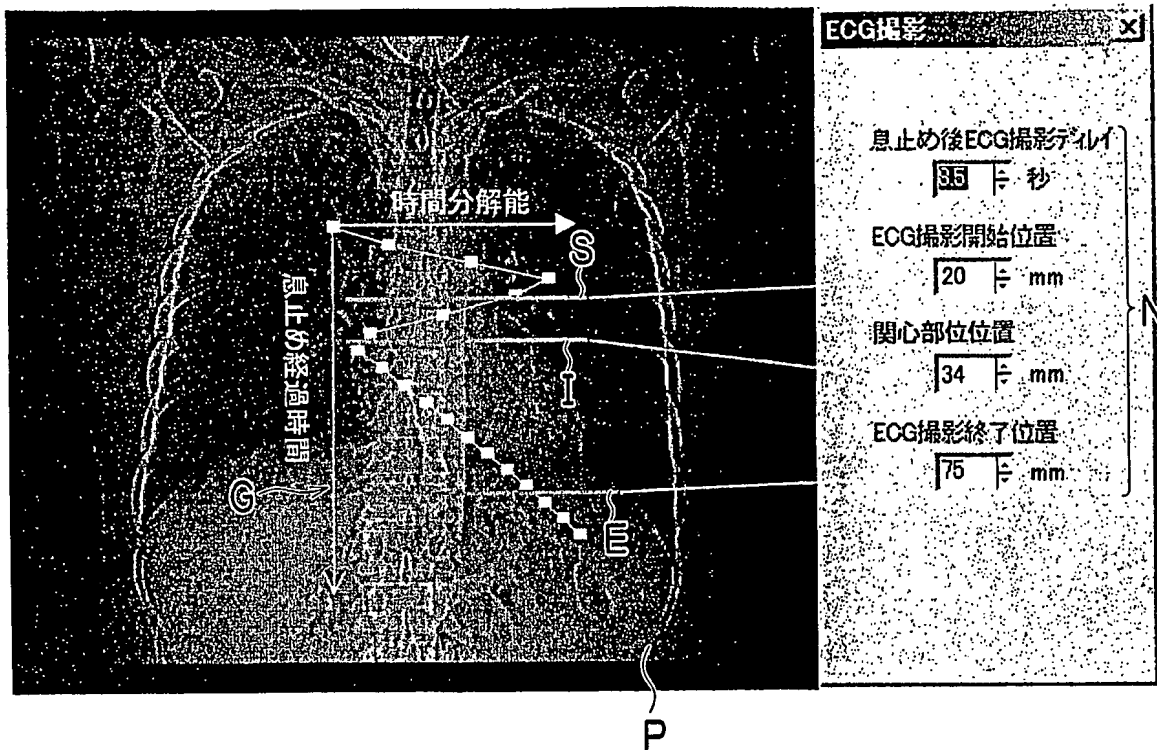 ECG撮影
×
息止め後ECG撮影ディレイ
3.5 秒
ECG撮影開始位置
20 mm
関心部位位置
34 mm
ECG撮影終了位置
75 mm
N
時間分解能
息止め経過時間
S
I
G
E
P